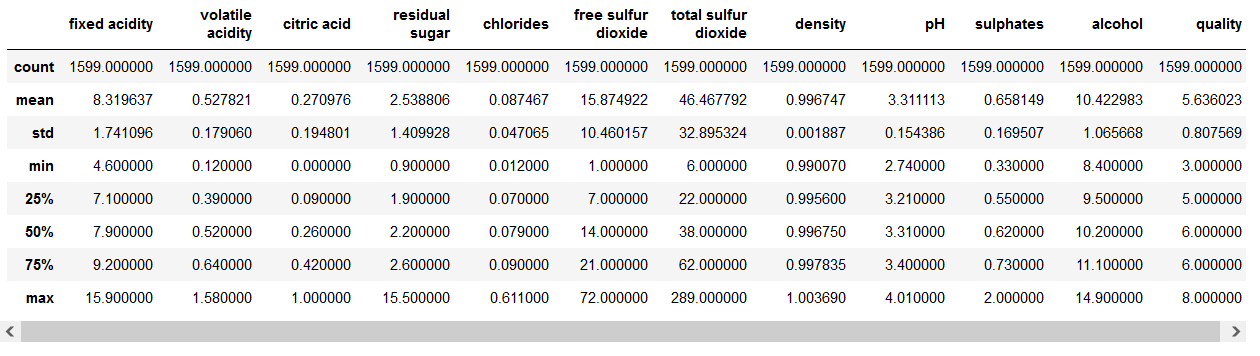 fixed acidity volatile acidity citric acid residual sugar chlorides free sulfur dioxide total sulfur dioxide density pH sulphates alcohol quality
count 1599.000000 1599.000000 1599.000000 1599.000000 1599.000000 1599.000000 1599.000000 1599.000000 1599.000000 1599.000000 1599.000000 1599.000000
mean 8.319637 0.527821 0.270976 2.538806 0.087467 15.874922 46.467792 0.996747 3.311113 0.658149 10.422983 5.636023
std 1.741096 0.179060 0.194801 1.409928 0.047065 10.460157 32.895324 0.001887 0.154386 0.169507 1.065668 0.807569
min 4.600000 0.120000 0.000000 0.900000 0.012000 1.000000 6.000000 0.990070 2.740000 0.330000 8.400000 3.000000
25% 7.100000 0.390000 0.090000 1.900000 0.070000 7.000000 22.000000 0.995600 3.210000 0.550000 9.500000 5.000000
50% 7.900000 0.520000 0.260000 2.200000 0.079000 14.000000 38.000000 0.996750 3.310000 0.620000 10.200000 6.000000
75% 9.200000 0.640000 0.420000 2.600000 0.090000 21.000000 62.000000 0.997835 3.400000 0.730000 11.100000 6.000000
max 15.900000 1.580000 1.000000 15.500000 0.611000 72.000000 289.000000 1.003690 4.010000 2.000000 14.900000 8.000000